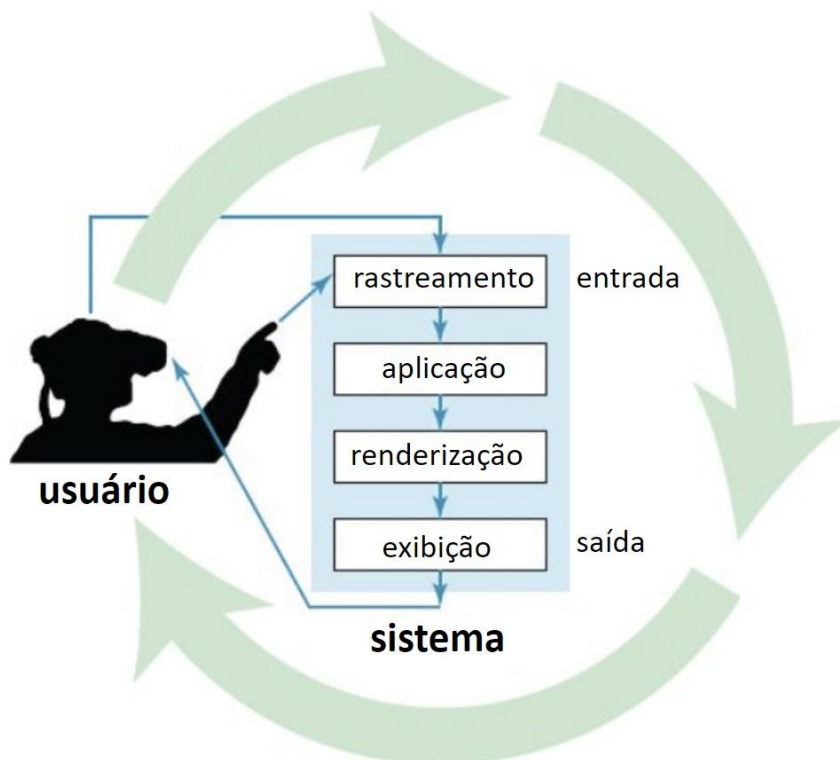 rastreamento
entrada
aplicação
renderização
exibição
saída
usuário
sistema